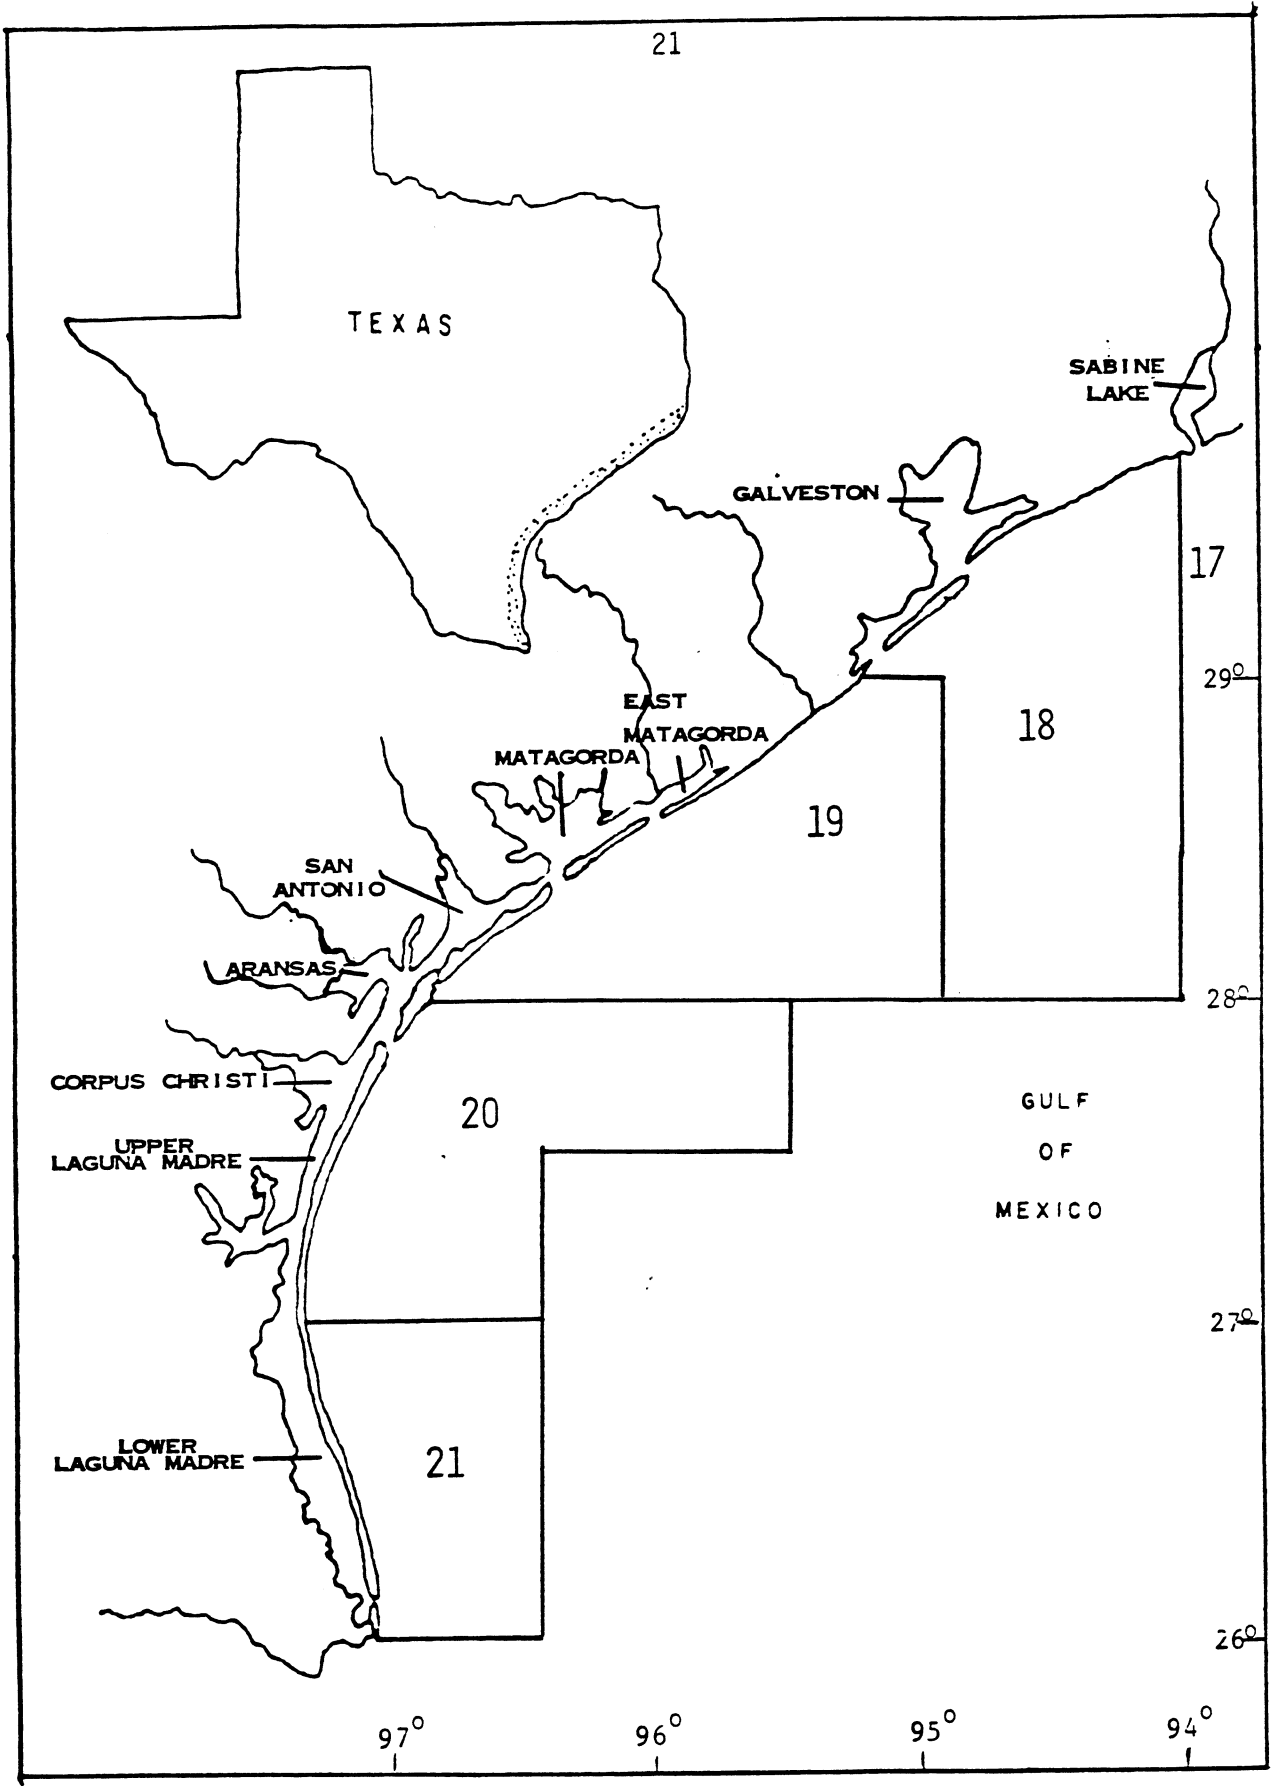 21
TEXAS
SABINE
LAKE
GALVESTON
17
29°
EAST
MATAGORDA
18
MATAGORDA
19
SAN
ANTONIO
ARANSAS
28°
CORPUS CHRISTI
20
GULF
OF
MEXICO
UPPER
LAGUNA MADRE
27°
LOWER
LAGUNA MADRE
21
26°
97°
96°
95°
94°